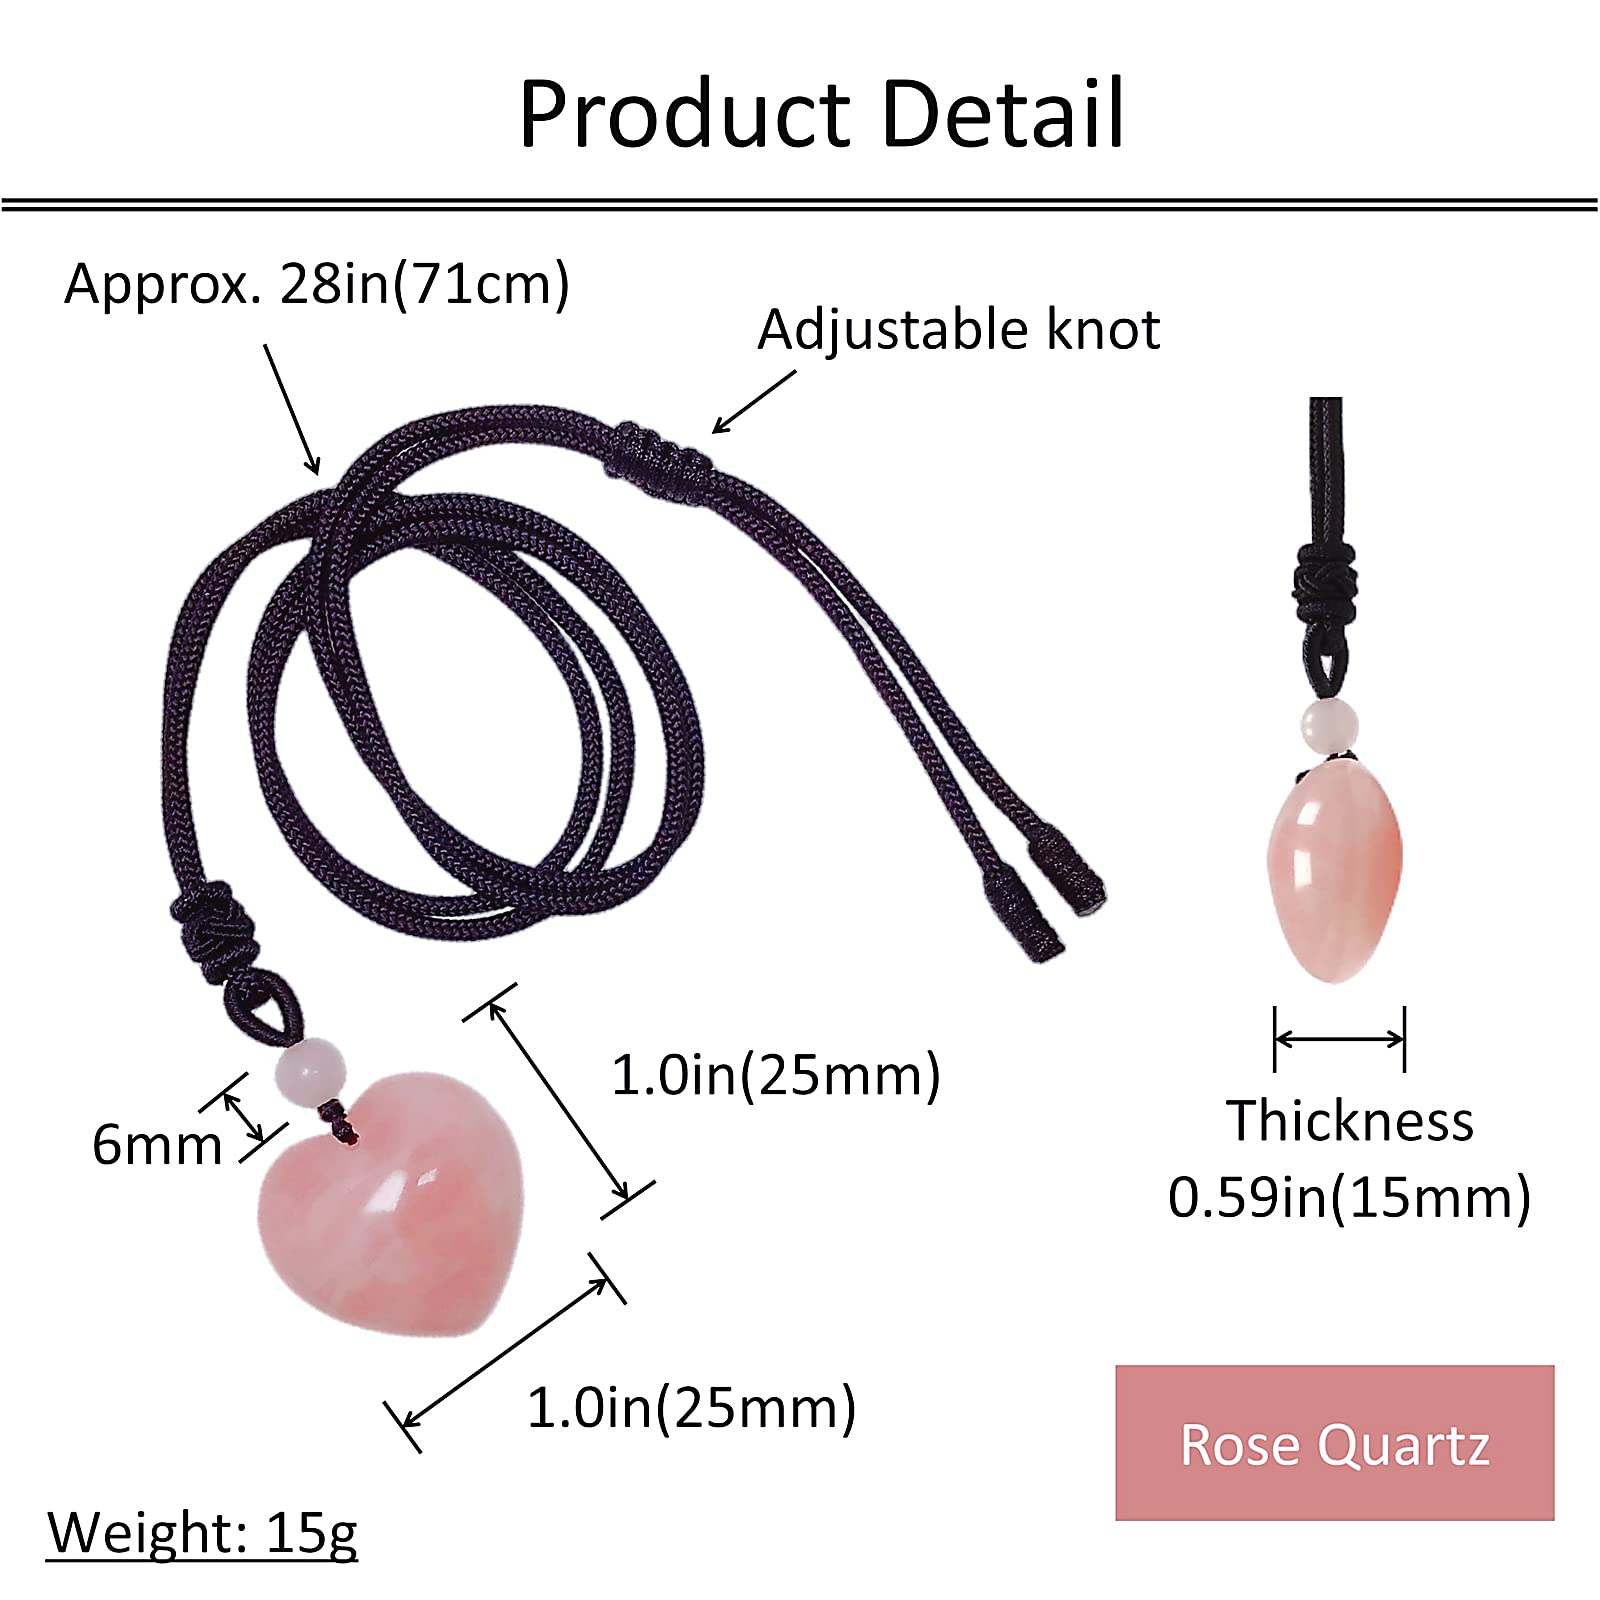 Product Detail
Approx. 28in(71cm)
Adjustable knot
1.0in(25mm)
6mm
Thickness
0.59in(15mm)
1.0in(25mm)
Rose Quartz
Weight: 15g